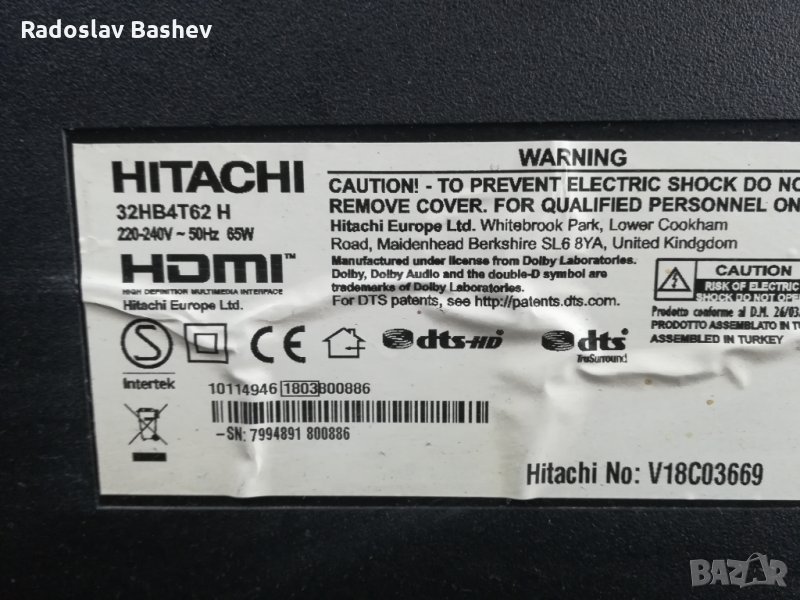 Radoslav Bashev
HITACHI
32HB4T62 H
220-240V ~ 50Hz 65W
HDMI™
HIGH DEFINITION MULTIMEDIA INTERFACE
Hitachi Europe Ltd.
WARNING
CAUTION! - TO PREVENT ELECTRIC SHOCK DO NO
REMOVE COVER. FOR QUALIFIED PERSONNEL ON
Hitachi Europe Ltd. Whitebrook Park, Lower Cookham
Road, Maidenhead Berkshire SL6 8YA, United Kindgdom
Manufactured under license from Dolby Laboratories.
Dolby, Dolby Audio and the double-D symbol are
trademarks of Dolby Laboratories.
For DTS patents, see http://patents.dts.com.
CAUTION
RISK OF ELECTRIC
SHOCK DO NOT OPE
Prodotto conforme al D.M. 26/03.
PRODOTTO ASSEMBLATO IN T
ASSEMBLED IN TURKEY
S
Intertek
CE
dts-HD
dts
TruSurround
10114946 1803 800886
-SN: 7994891 800886
Hitachi No: V18C03669
BAZAR